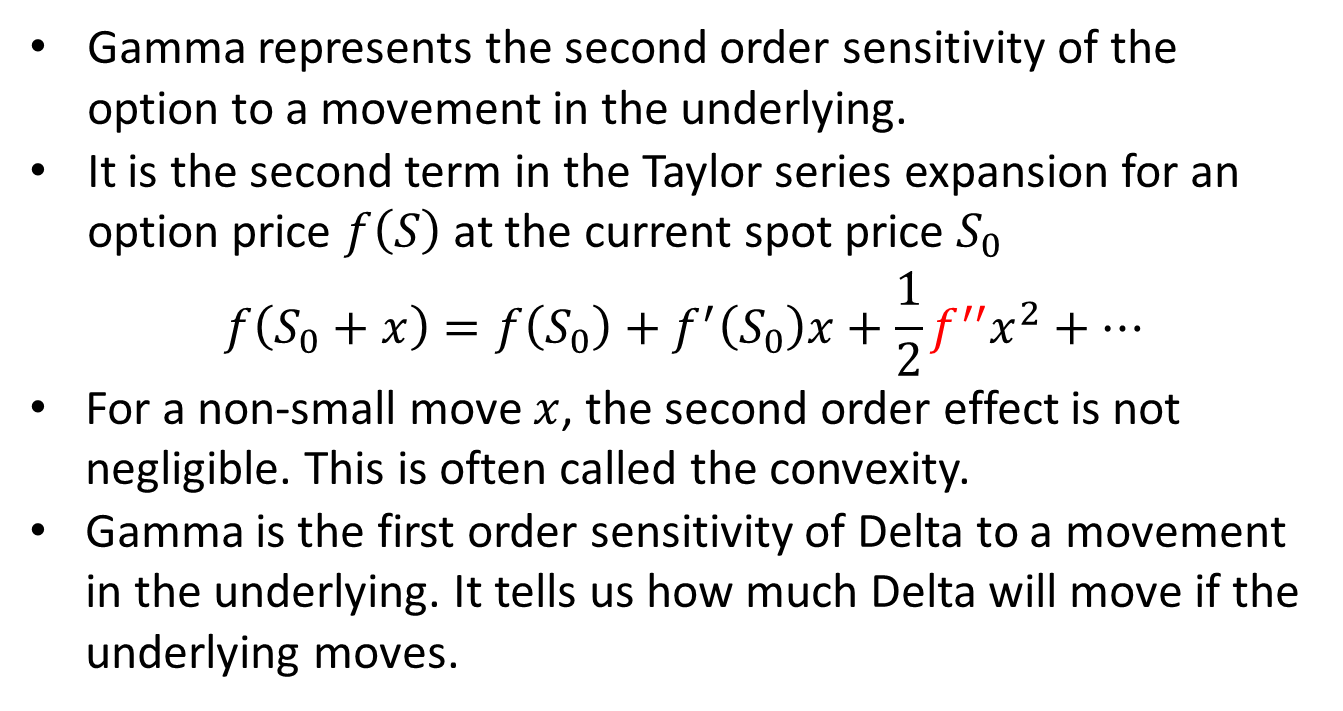 • Gamma represents the second order sensitivity of the
option to a movement in the underlying.
• It is the second term in the Taylor series expansion for an
option price f(S) at the current spot price S₀
f(S₀ + x) = f(S₀) + f′(S₀)x + 1/2 f′′x² + ⋯
• For a non-small move x, the second order effect is not
negligible. This is often called the convexity.
• Gamma is the first order sensitivity of Delta to a movement
in the underlying. It tells us how much Delta will move if the
underlying moves.